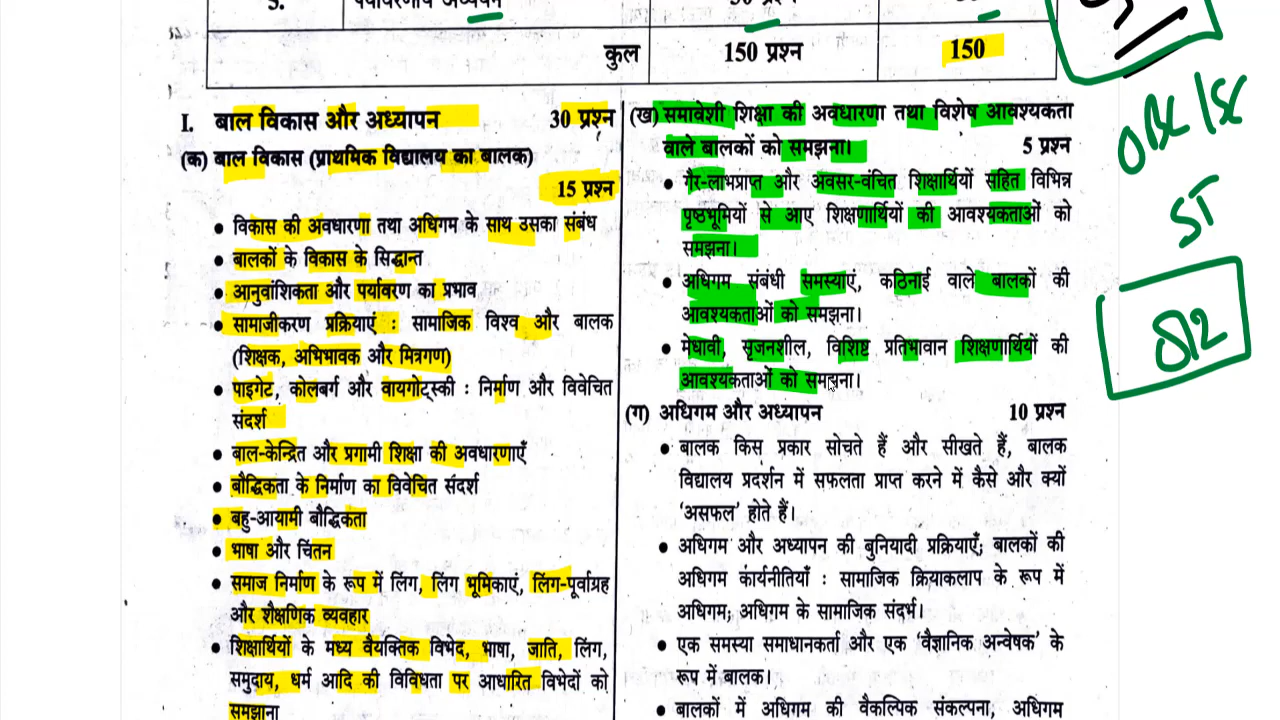 5. पर्यावरणीय अध्ययन 30 प्रश्न
कुल 150 प्रश्न 150
I. बाल विकास और अध्यापन 30 प्रश्न
(क) बाल विकास (प्राथमिक विद्यालय का बालक)
15 प्रश्न
• विकास की अवधारणा तथा अधिगम के साथ उसका संबंध
• बालकों के विकास के सिद्धान्त
• आनुवांशिकता और पर्यावरण का प्रभाव
• सामाजीकरण प्रक्रियाएं : सामाजिक विश्व और बालक
(शिक्षक, अभिभावक और मित्रगण)
• पाइगेट, कोलबर्ग और वायगोट्स्की : निर्माण और विवेचित
संदर्श
• बाल-केन्द्रित और प्रगामी शिक्षा की अवधारणाएँ
• बौद्धिकता के निर्माण का विवेचित संदर्श
• बहु-आयामी बौद्धिकता
• भाषा और चिंतन
• समाज निर्माण के रूप में लिंग, लिंग भूमिकाएं, लिंग-पूर्वाग्रह
और शैक्षणिक व्यवहार
• शिक्षार्थियों के मध्य वैयक्तिक विभेद, भाषा, जाति, लिंग,
समुदाय, धर्म आदि की विविधता पर आधारित विभेदों को
समझाना
(ख) समावेशी शिक्षा की अवधारणा तथा विशेष आवश्यकता
वाले बालकों को समझना। 5 प्रश्न
• गैर-लाभप्राप्त और अवसर-वंचित शिक्षार्थियों सहित विभिन्न
पृष्ठभूमियों से आए शिक्षणार्थियों की आवश्यकताओं को
समझना।
• अधिगम संबंधी समस्याएं, कठिनाई वाले बालकों की
आवश्यकताओं को समझना।
• मेधावी, सृजनशील, विशिष्ट प्रतिभावान शिक्षणार्थियों की
आवश्यकताओं को समझना।
(ग) अधिगम और अध्यापन 10 प्रश्न
• बालक किस प्रकार सोचते हैं और सीखते हैं, बालक
विद्यालय प्रदर्शन में सफलता प्राप्त करने में कैसे और क्यों
'असफल' होते हैं।
• अधिगम और अध्यापन की बुनियादी प्रक्रियाएँ; बालकों की
अधिगम कार्यनीतियाँ : सामाजिक क्रियाकलाप के रूप में
अधिगम; अधिगम के सामाजिक संदर्भ।
• एक समस्या समाधानकर्ता और एक 'वैज्ञानिक अन्वेषक' के
रूप में बालक।
• बालकों में अधिगम की वैकल्पिक संकल्पना, अधिगम
OBC/SC
ST
82